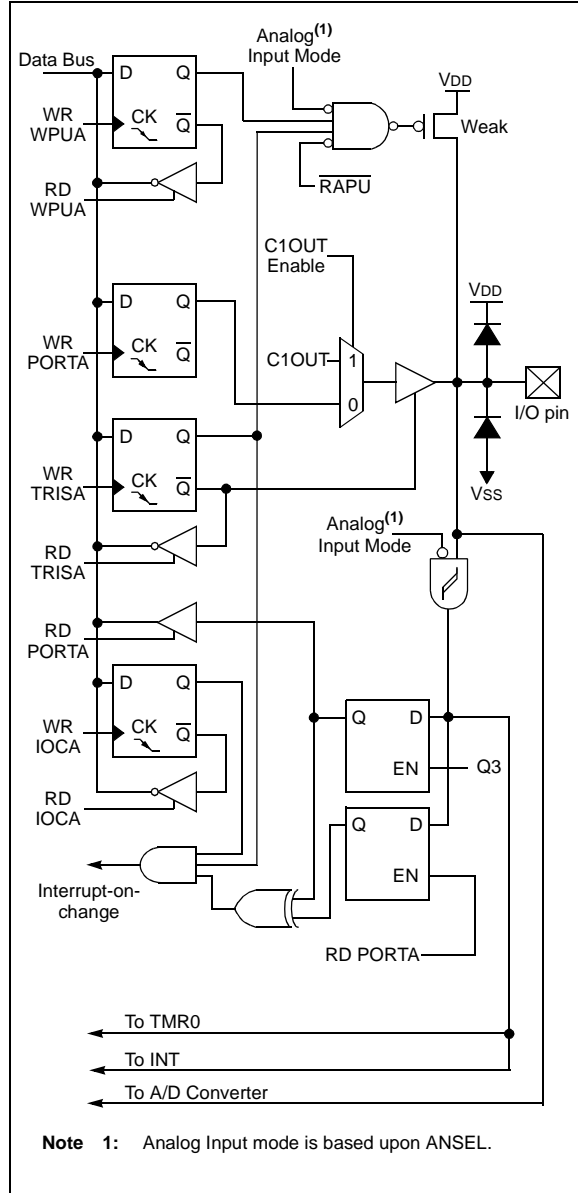 Analog(1)
Input Mode
Data Bus
D
Q
VDD
WR
WPUA
CK
Q
Weak
RD
WPUA
RAPU
C1OUT
Enable
D
Q
VDD
WR
PORTA
CK
Q
C1OUT
1
0
I/O pin
D
Q
WR
TRISA
CK
Q
VSS
Analog(1)
Input Mode
RD
TRISA
RD
PORTA
D
Q
WR
IOCA
CK
Q
Q
D
EN
Q3
RD
IOCA
Q
D
EN
Interrupt-on-
change
RD PORTA
To TMR0
To INT
To A/D Converter
Note 1: Analog Input mode is based upon ANSEL.